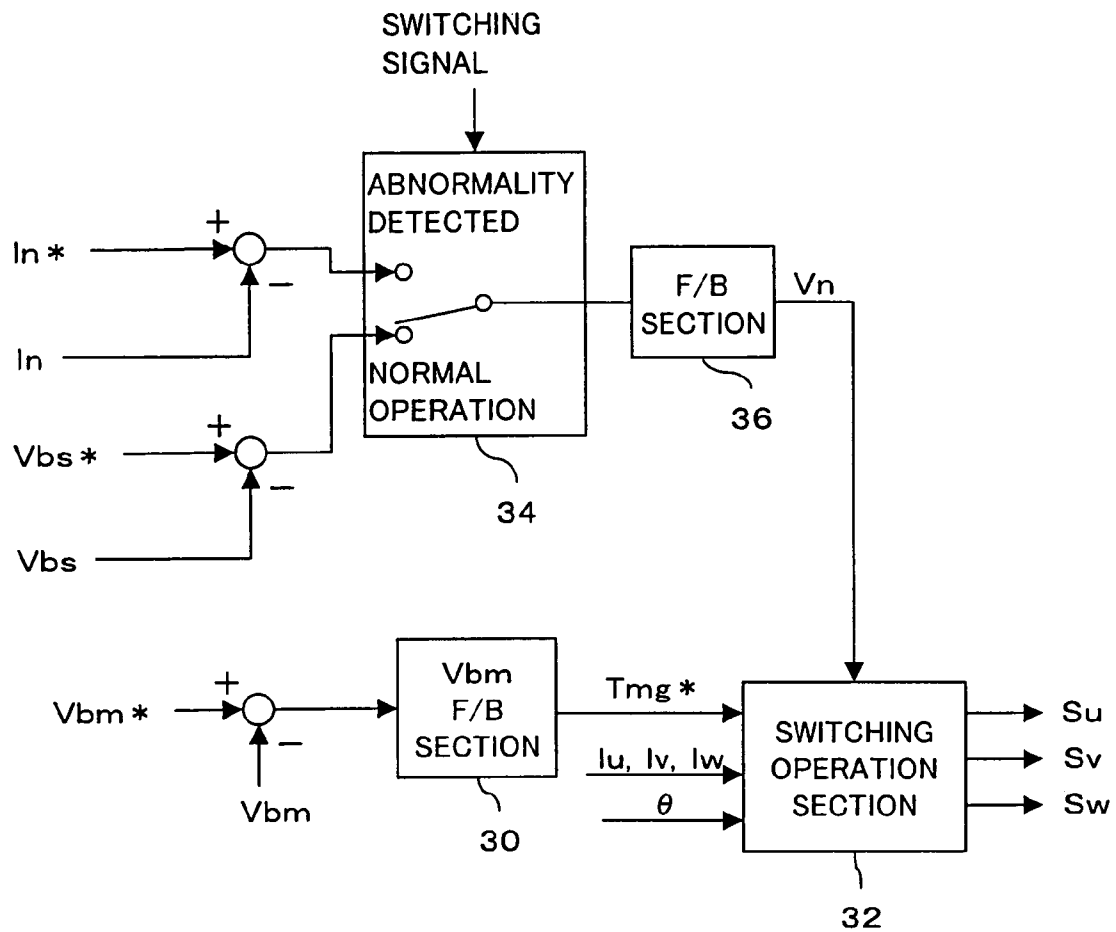 SWITCHING
SIGNAL
ABNORMALITY
DETECTED
+
In*
−
In
NORMAL
OPERATION
F/B
SECTION
Vn
36
+
Vbs*
−
Vbs
34
Vbm
F/B
SECTION
+
Vbm*
−
Vbm
30
Tmg*
Iu, Iv, Iw
θ
SWITCHING
OPERATION
SECTION
Su
Sv
Sw
32